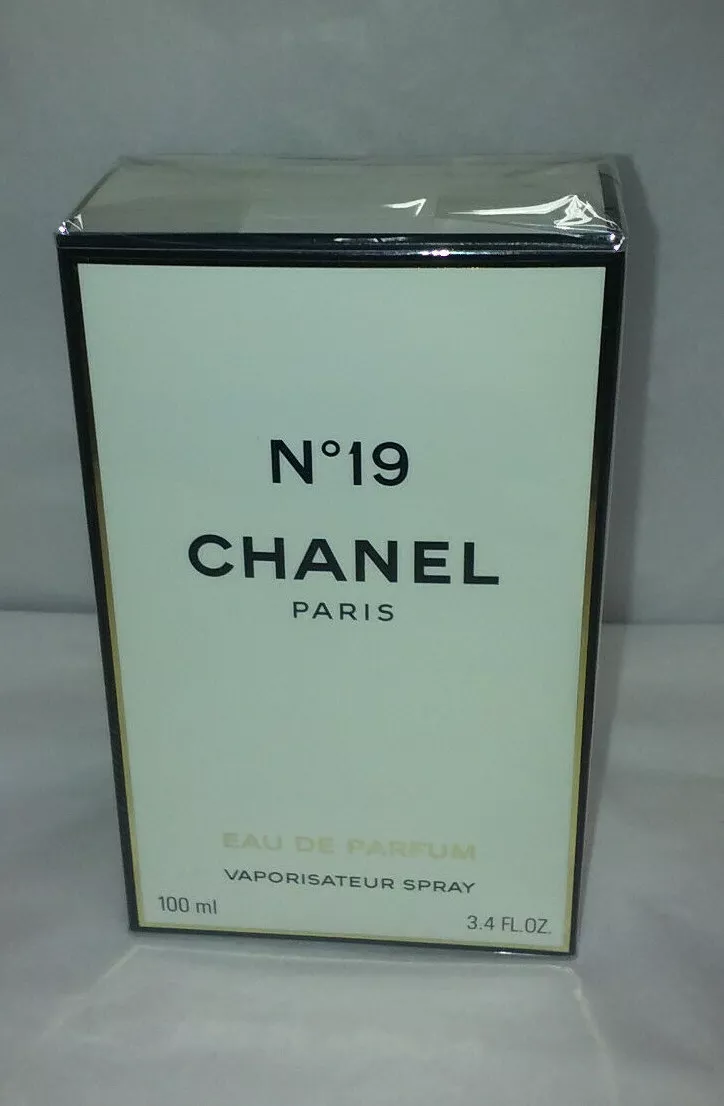 N°19
CHANEL
PARIS
EAU DE PARFUM
VAPORISATEUR SPRAY
100 ml
3.4 FL.OZ.